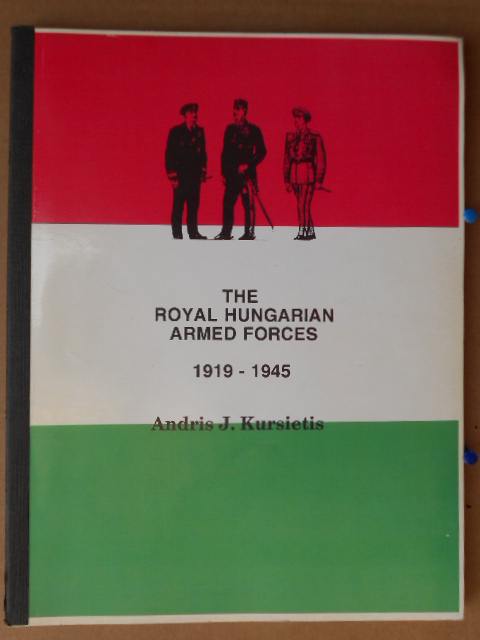 THE
ROYAL HUNGARIAN
ARMED FORCES
1919 - 1945
Andris J. Kursietis